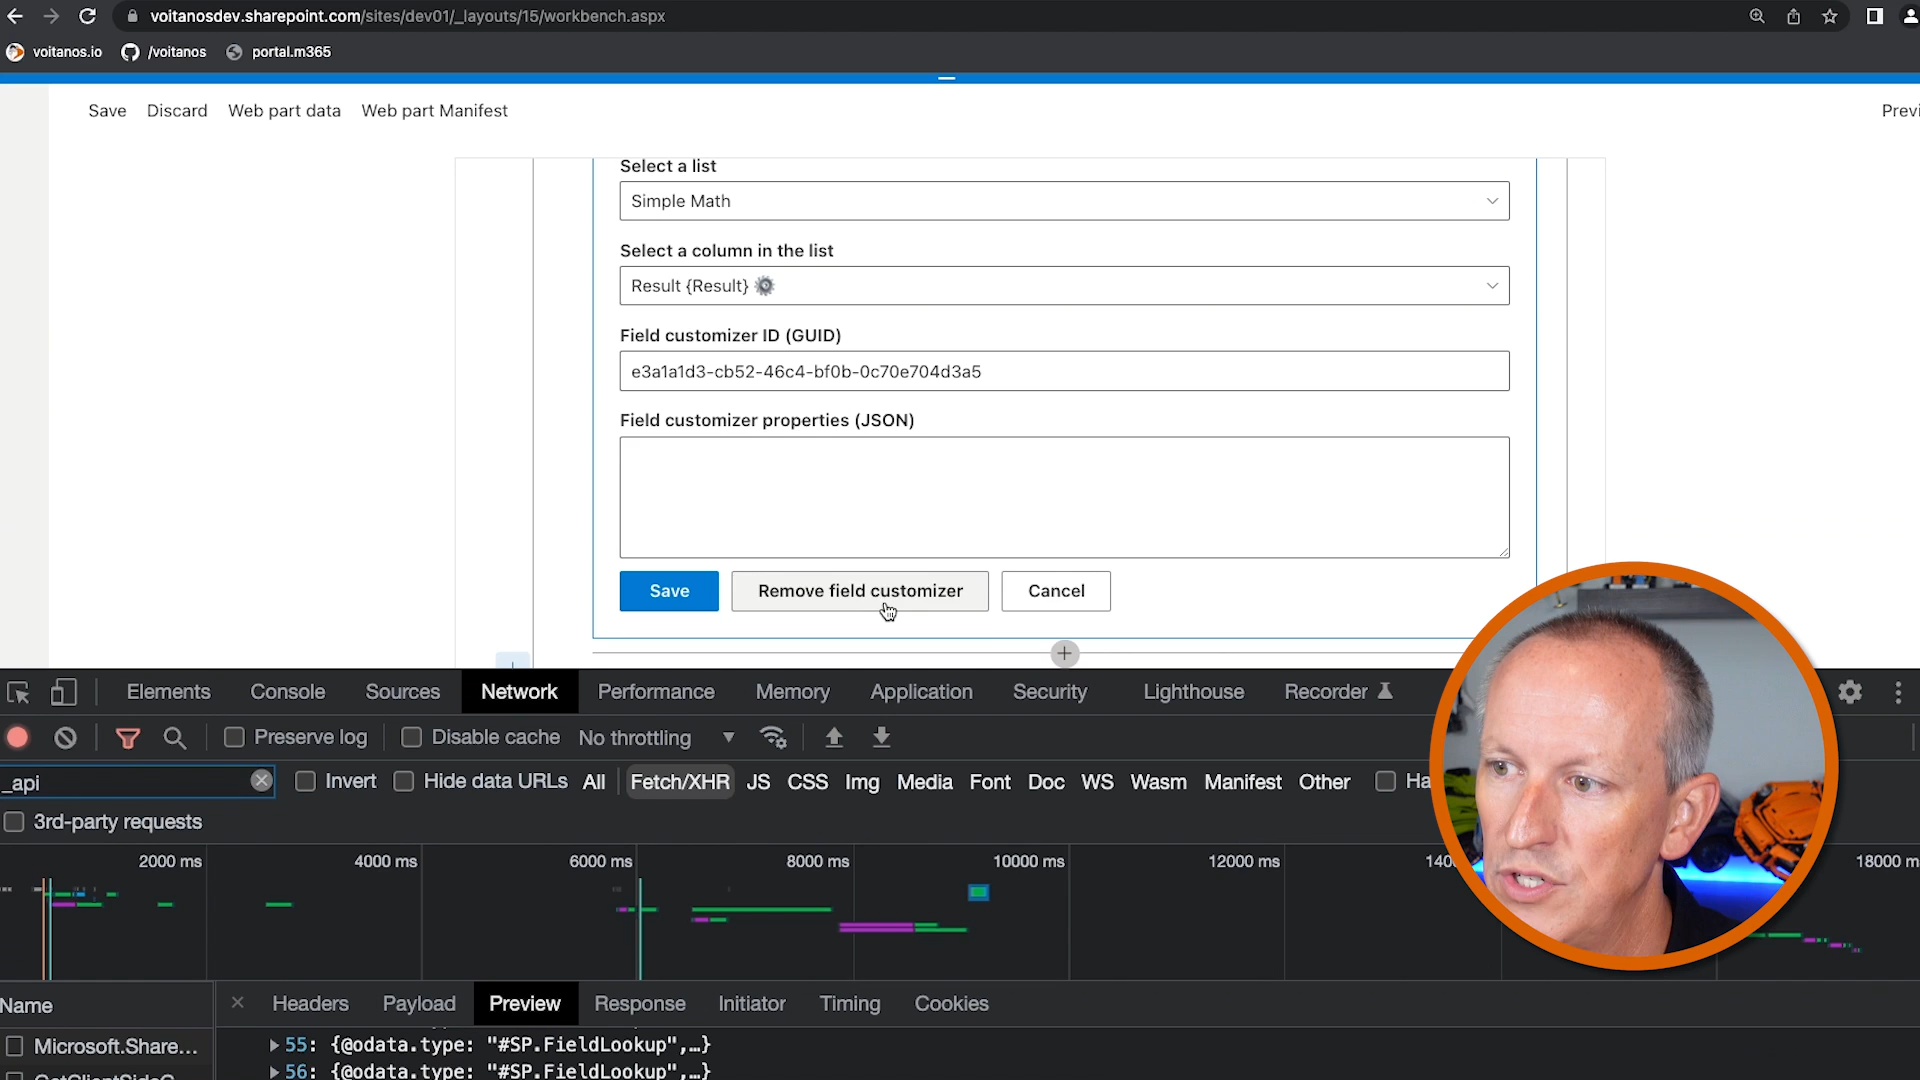 voitanosdev.sharepoint.com/sites/dev01/_layouts/15/workbench.aspx
voitanos.io /voitanos portal.m365
Save Discard Web part data Web part Manifest Previ
Select a list
Simple Math
Select a column in the list
Result {Result}
Field customizer ID (GUID)
e3a1a1d3-cb52-46c4-bf0b-0c70e704d3a5
Field customizer properties (JSON)
Save Remove field customizer Cancel
Elements Console Sources Network Performance Memory Application Security Lighthouse Recorder
Preserve log Disable cache No throttling
_api Invert Hide data URLs All Fetch/XHR JS CSS Img Media Font Doc WS Wasm Manifest Other Ha
3rd-party requests
2000 ms 4000 ms 6000 ms 8000 ms 10000 ms 12000 ms 1400 18000 m
Name Headers Payload Preview Response Initiator Timing Cookies
Microsoft.Share... 55: {@odata.type: "#SP.FieldLookup",…}
56: {@odata.type: "#SP.FieldLookup",…}